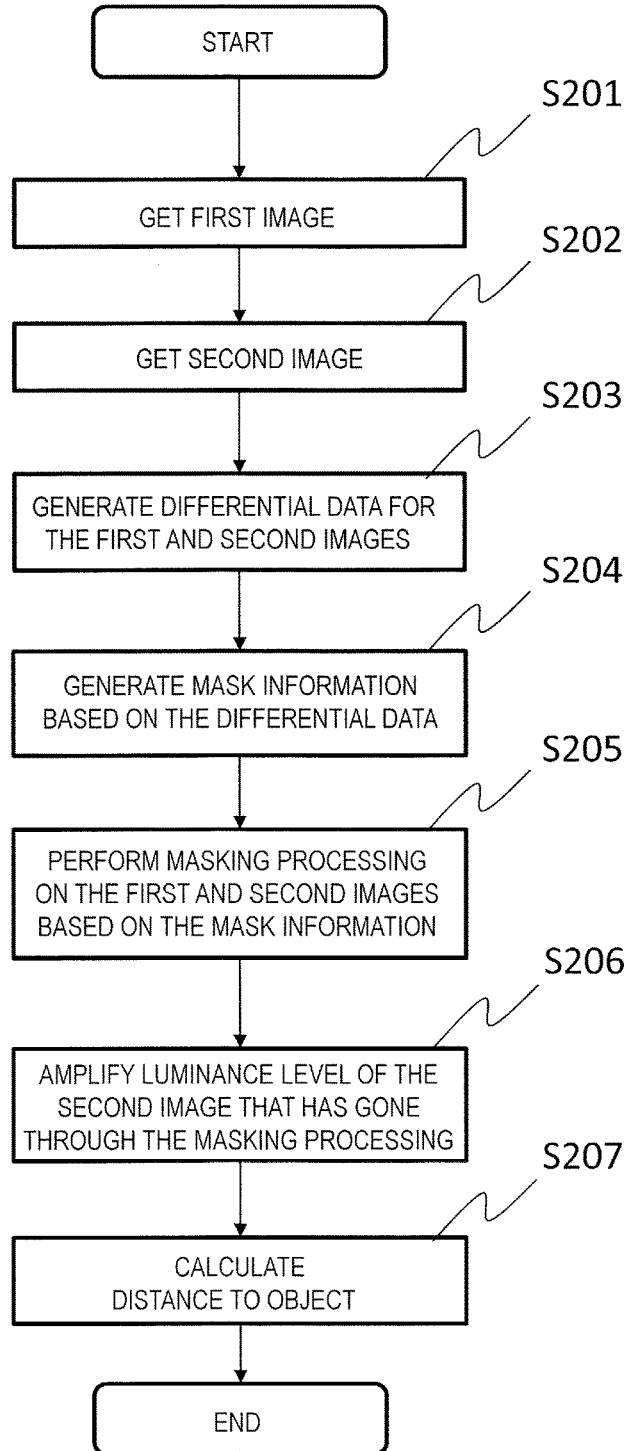 START
S201
GET FIRST IMAGE
S202
GET SECOND IMAGE
S203
GENERATE DIFFERENTIAL DATA FOR
THE FIRST AND SECOND IMAGES
S204
GENERATE MASK INFORMATION
BASED ON THE DIFFERENTIAL DATA
S205
PERFORM MASKING PROCESSING
ON THE FIRST AND SECOND IMAGES
BASED ON THE MASK INFORMATION
S206
AMPLIFY LUMINANCE LEVEL OF THE
SECOND IMAGE THAT HAS GONE
THROUGH THE MASKING PROCESSING
S207
CALCULATE
DISTANCE TO OBJECT
END